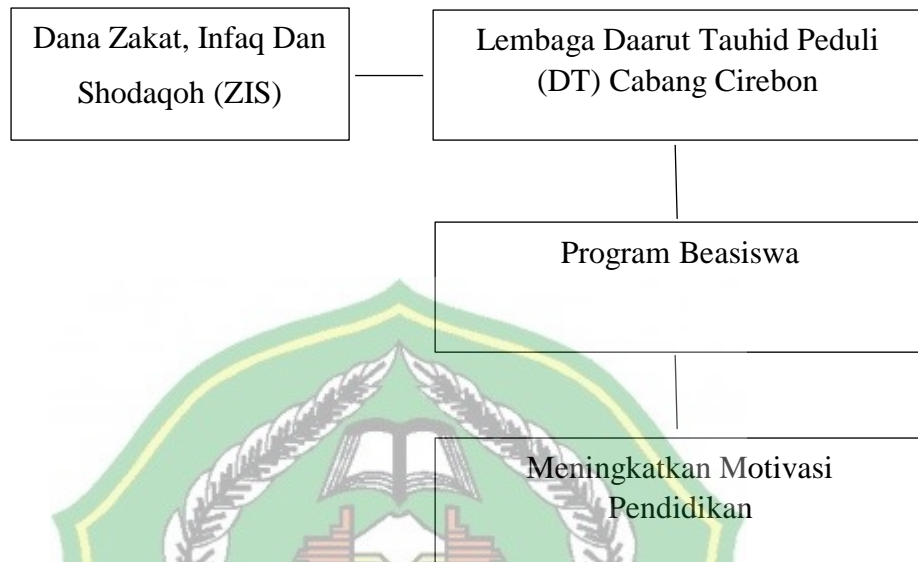 Dana Zakat, Infaq Dan
Shodaqoh (ZIS)
Lembaga Daarut Tauhid Peduli
(DT) Cabang Cirebon
Program Beasiswa
Meningkatkan Motivasi
Pendidikan